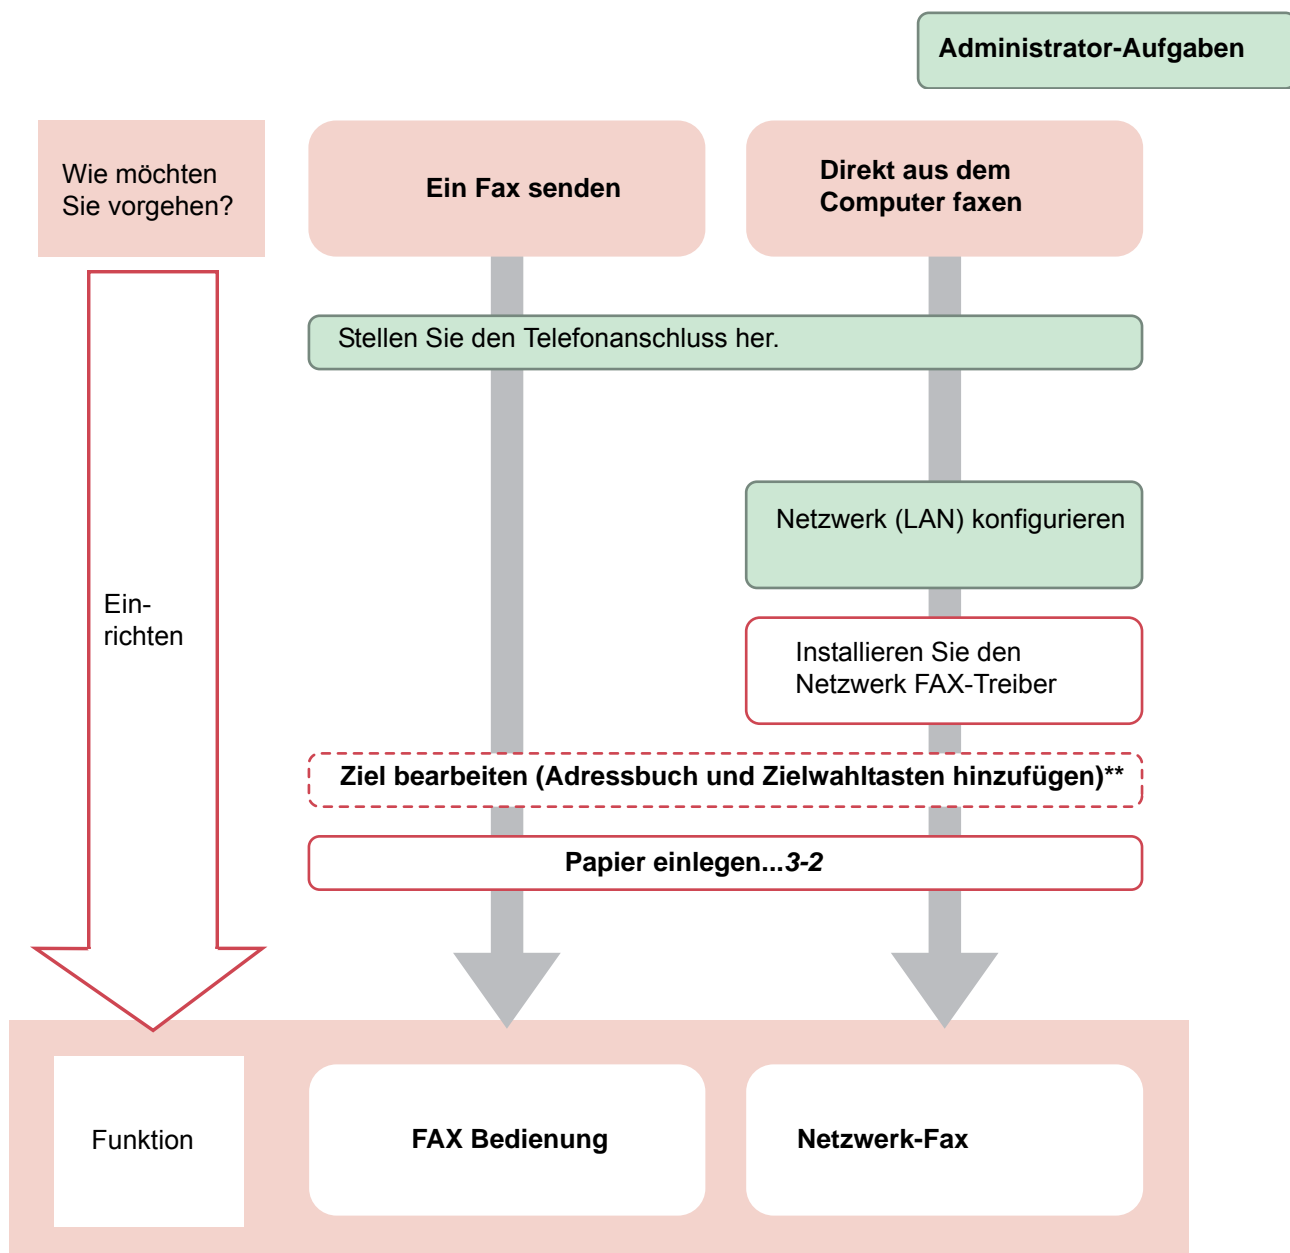 Administrator-Aufgaben
Wie möchten
Sie vorgehen?
Ein Fax senden
Direkt aus dem
Computer faxen
Stellen Sie den Telefonanschluss her.
Netzwerk (LAN) konfigurieren
Ein-
richten
Installieren Sie den
Netzwerk FAX-Treiber
Ziel bearbeiten (Adressbuch und Zielwahltasten hinzufügen)**
Papier einlegen...3-2
Funktion
FAX Bedienung
Netzwerk-Fax